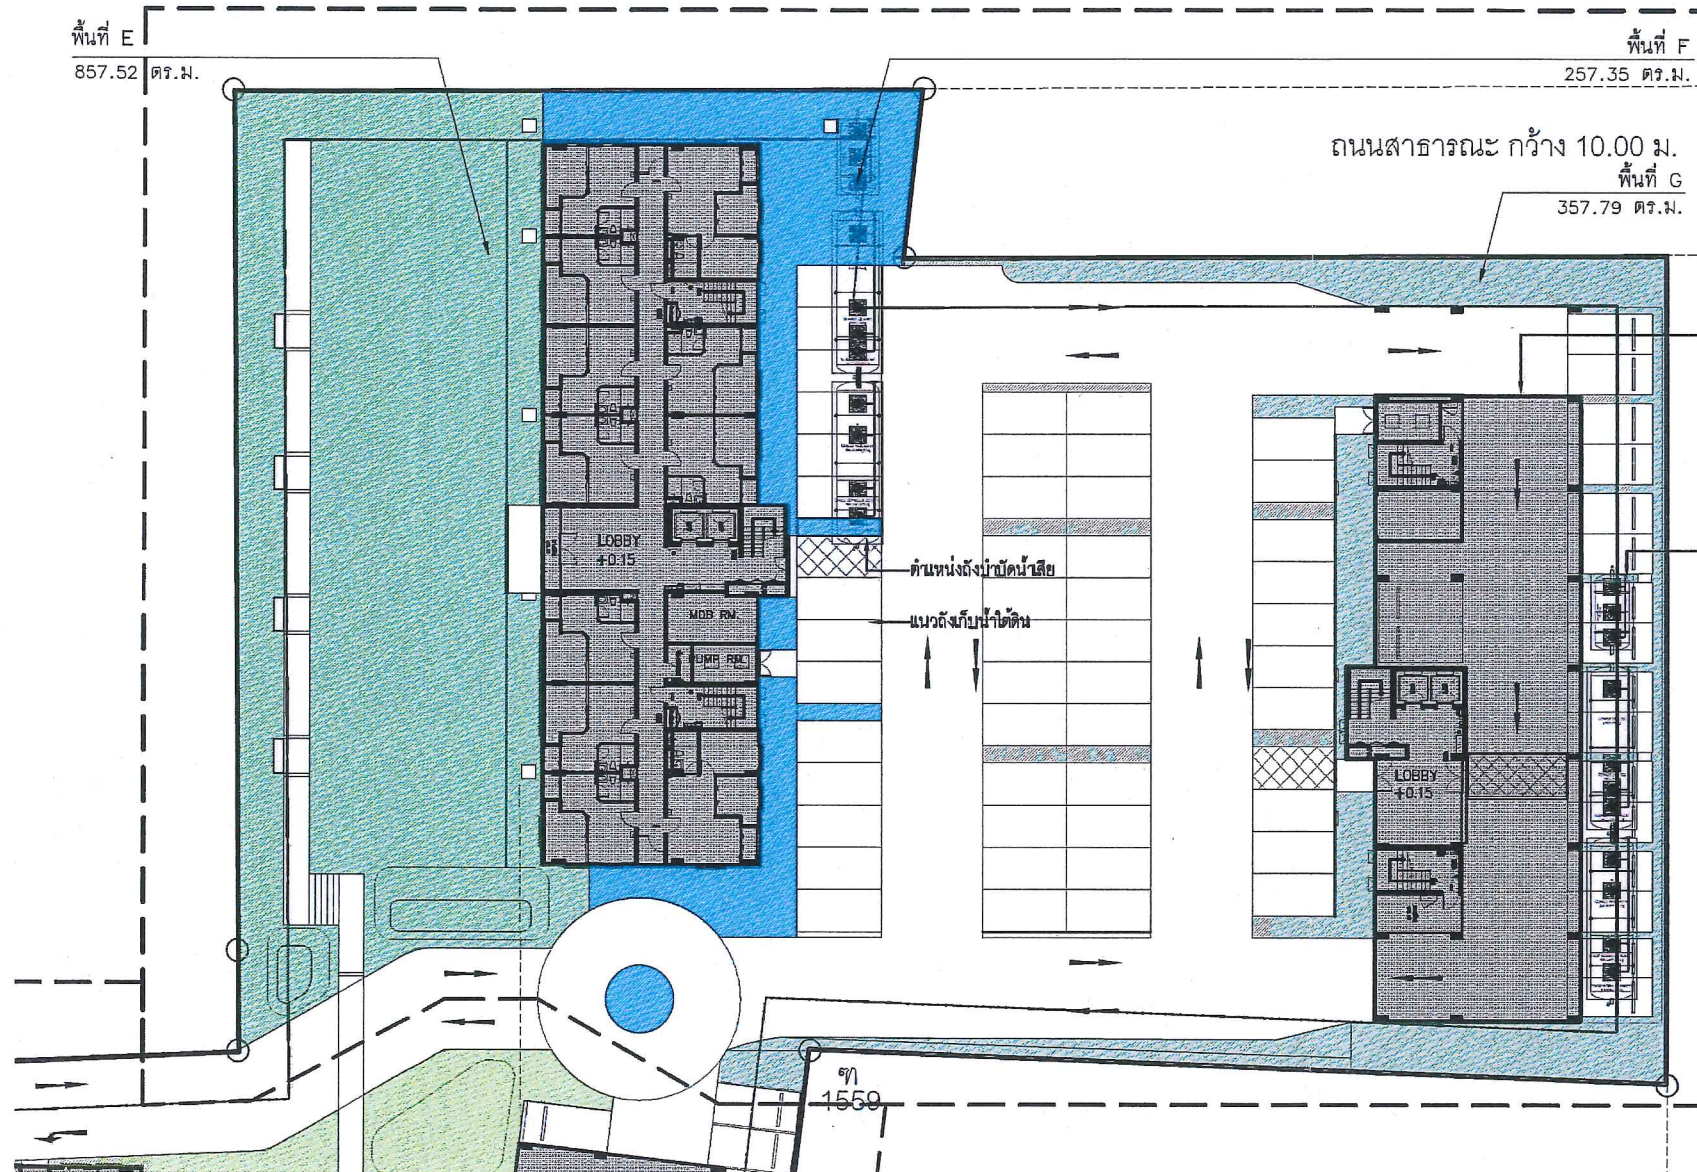 พื้นที่ E
857.52 ตร.ม.
พื้นที่ F
257.35 ตร.ม.
ถนนสาธารณะ กว้าง 10.00 ม.
พื้นที่ G
357.79 ตร.ม.
LOBBY
+0.15
ตำแหน่งถังบำบัดน้ำเสีย
MDB RM.
แนวถังเก็บน้ำใต้ดิน
PUMP RM.
LOBBY
+0.15
1559